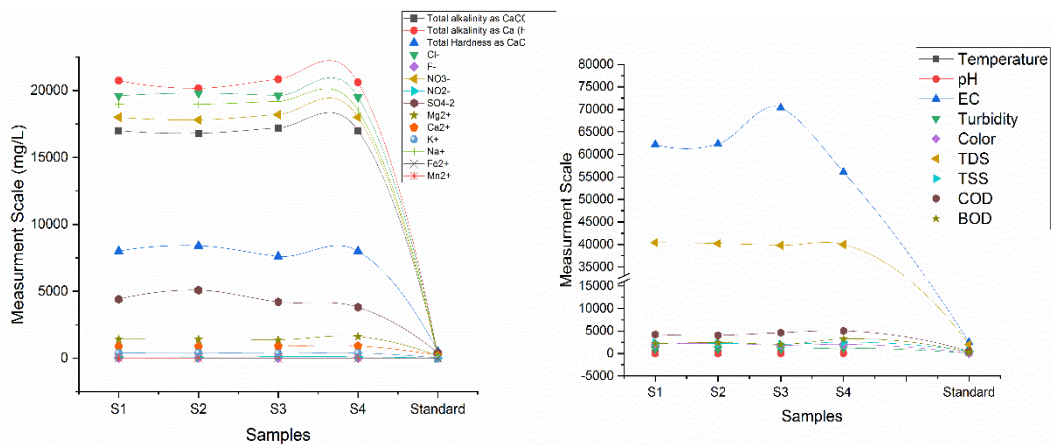 Total alkalinity as CaCO
Total alkalinity as Ca (H
Total Hardness as CaC
Cl-
F-
NO3-
NO2-
SO4-2
Mg2+
Ca2+
K+
Na+
Fe2+
Mn2+
20000
15000
10000
5000
0
Measurment Scale (mg/L)
S1 S2 S3 S4 Standard
Samples
Temperature
pH
EC
Turbidity
Color
TDS
TSS
COD
BOD
80000
75000
70000
65000
60000
55000
50000
45000
40000
35000
15000
10000
5000
0
-5000
Measurment Scale
S1 S2 S3 S4 Standard
Samples